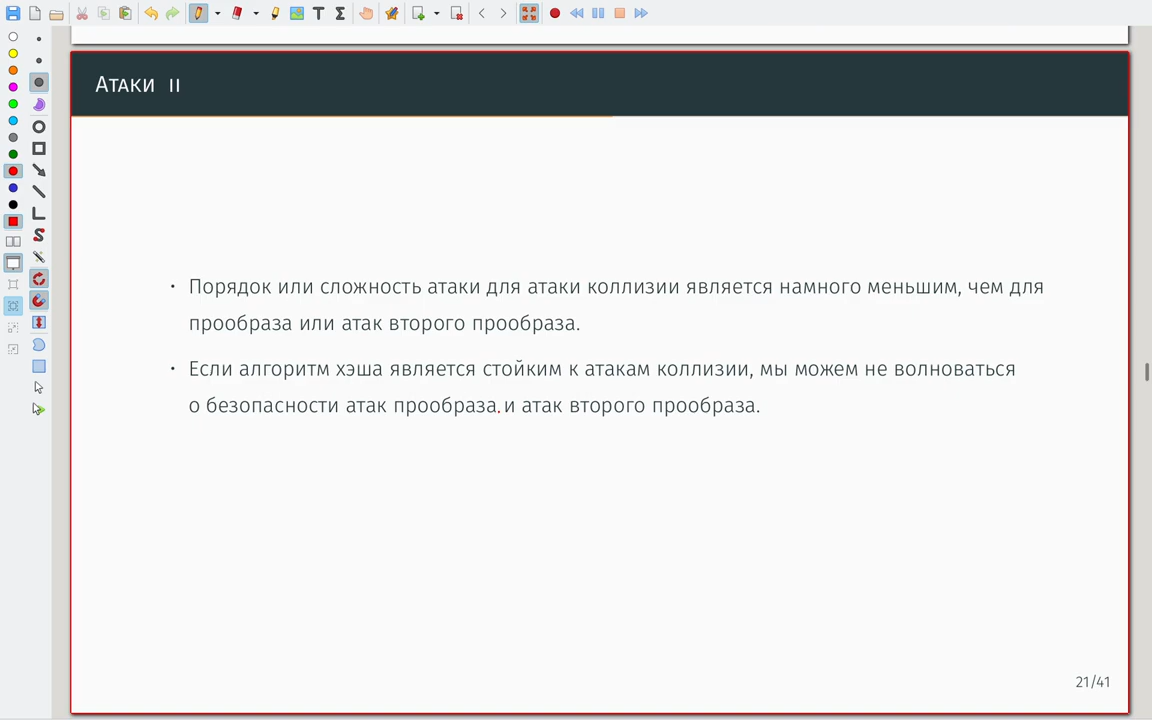 Атаки II
• Порядок или сложность атаки для атаки коллизии является намного меньшим, чем для
прообраза или атак второго прообраза.
• Если алгоритм хэша является стойким к атакам коллизии, мы можем не волноваться
о безопасности атак прообраза и атак второго прообраза.
21/41